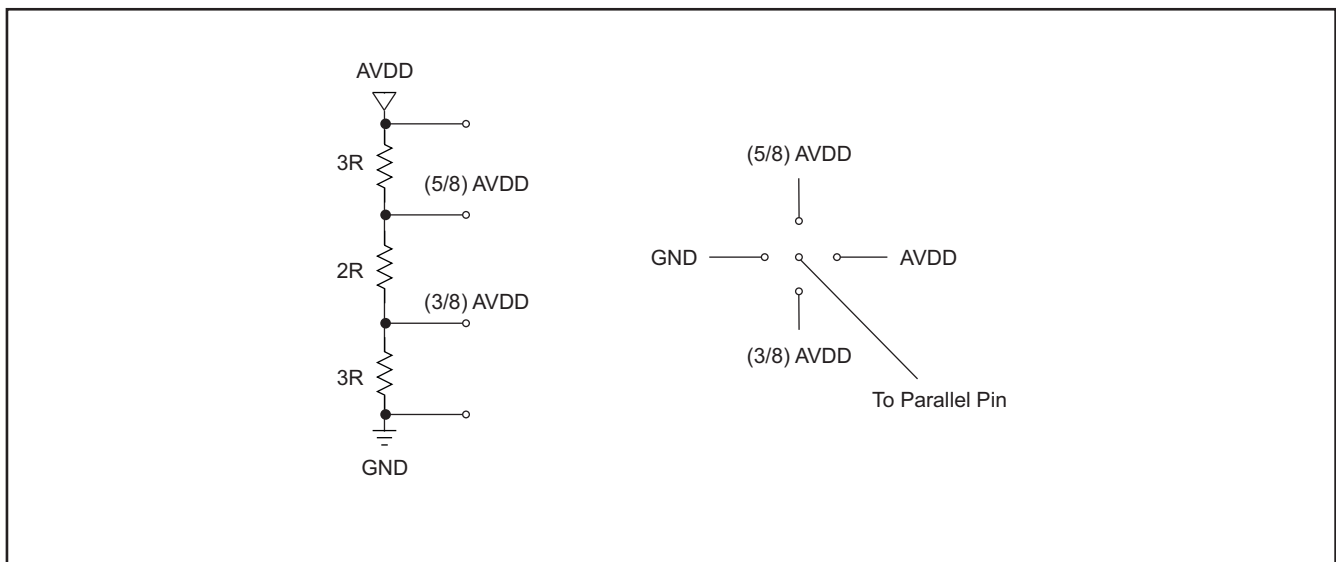 AVDD
3R
(5/8) AVDD
2R
(3/8) AVDD
3R
GND
(5/8) AVDD
GND
AVDD
(3/8) AVDD
To Parallel Pin